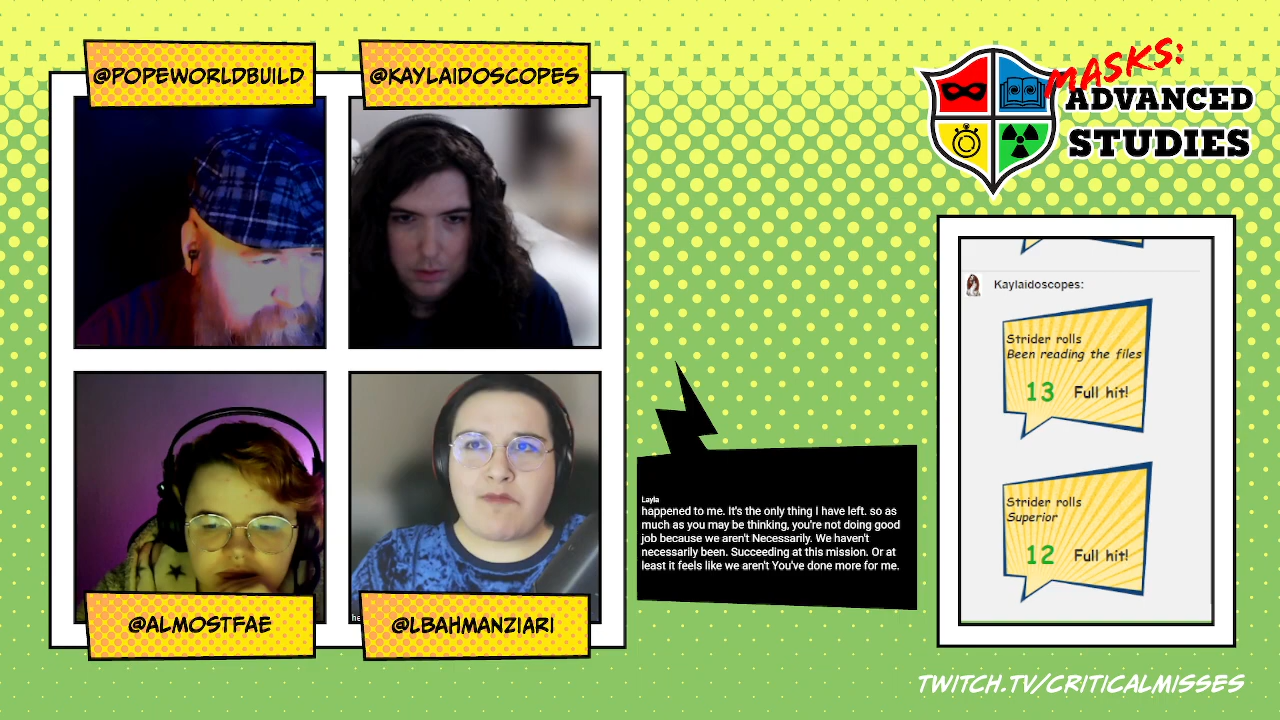 @POPEWORLDBUILD
@KAYLAIDOSCOPES
MASKS:
ADVANCED
STUDIES
Kaylaidoscopes:
Strider rolls
Been reading the files
13 Full hit!
Strider rolls
Superior
12 Full hit!
Layla
happened to me. It's the only thing I have left. so as
much as you may be thinking, you're not doing good
job because we aren't Necessarily. We haven't
necessarily been. Succeeding at this mission. Or at
least it feels like we aren't You've done more for me.
he
@ALMOSTFAE
@LBAHMANZIARI
TWITCH.TV/CRITICALMISSES